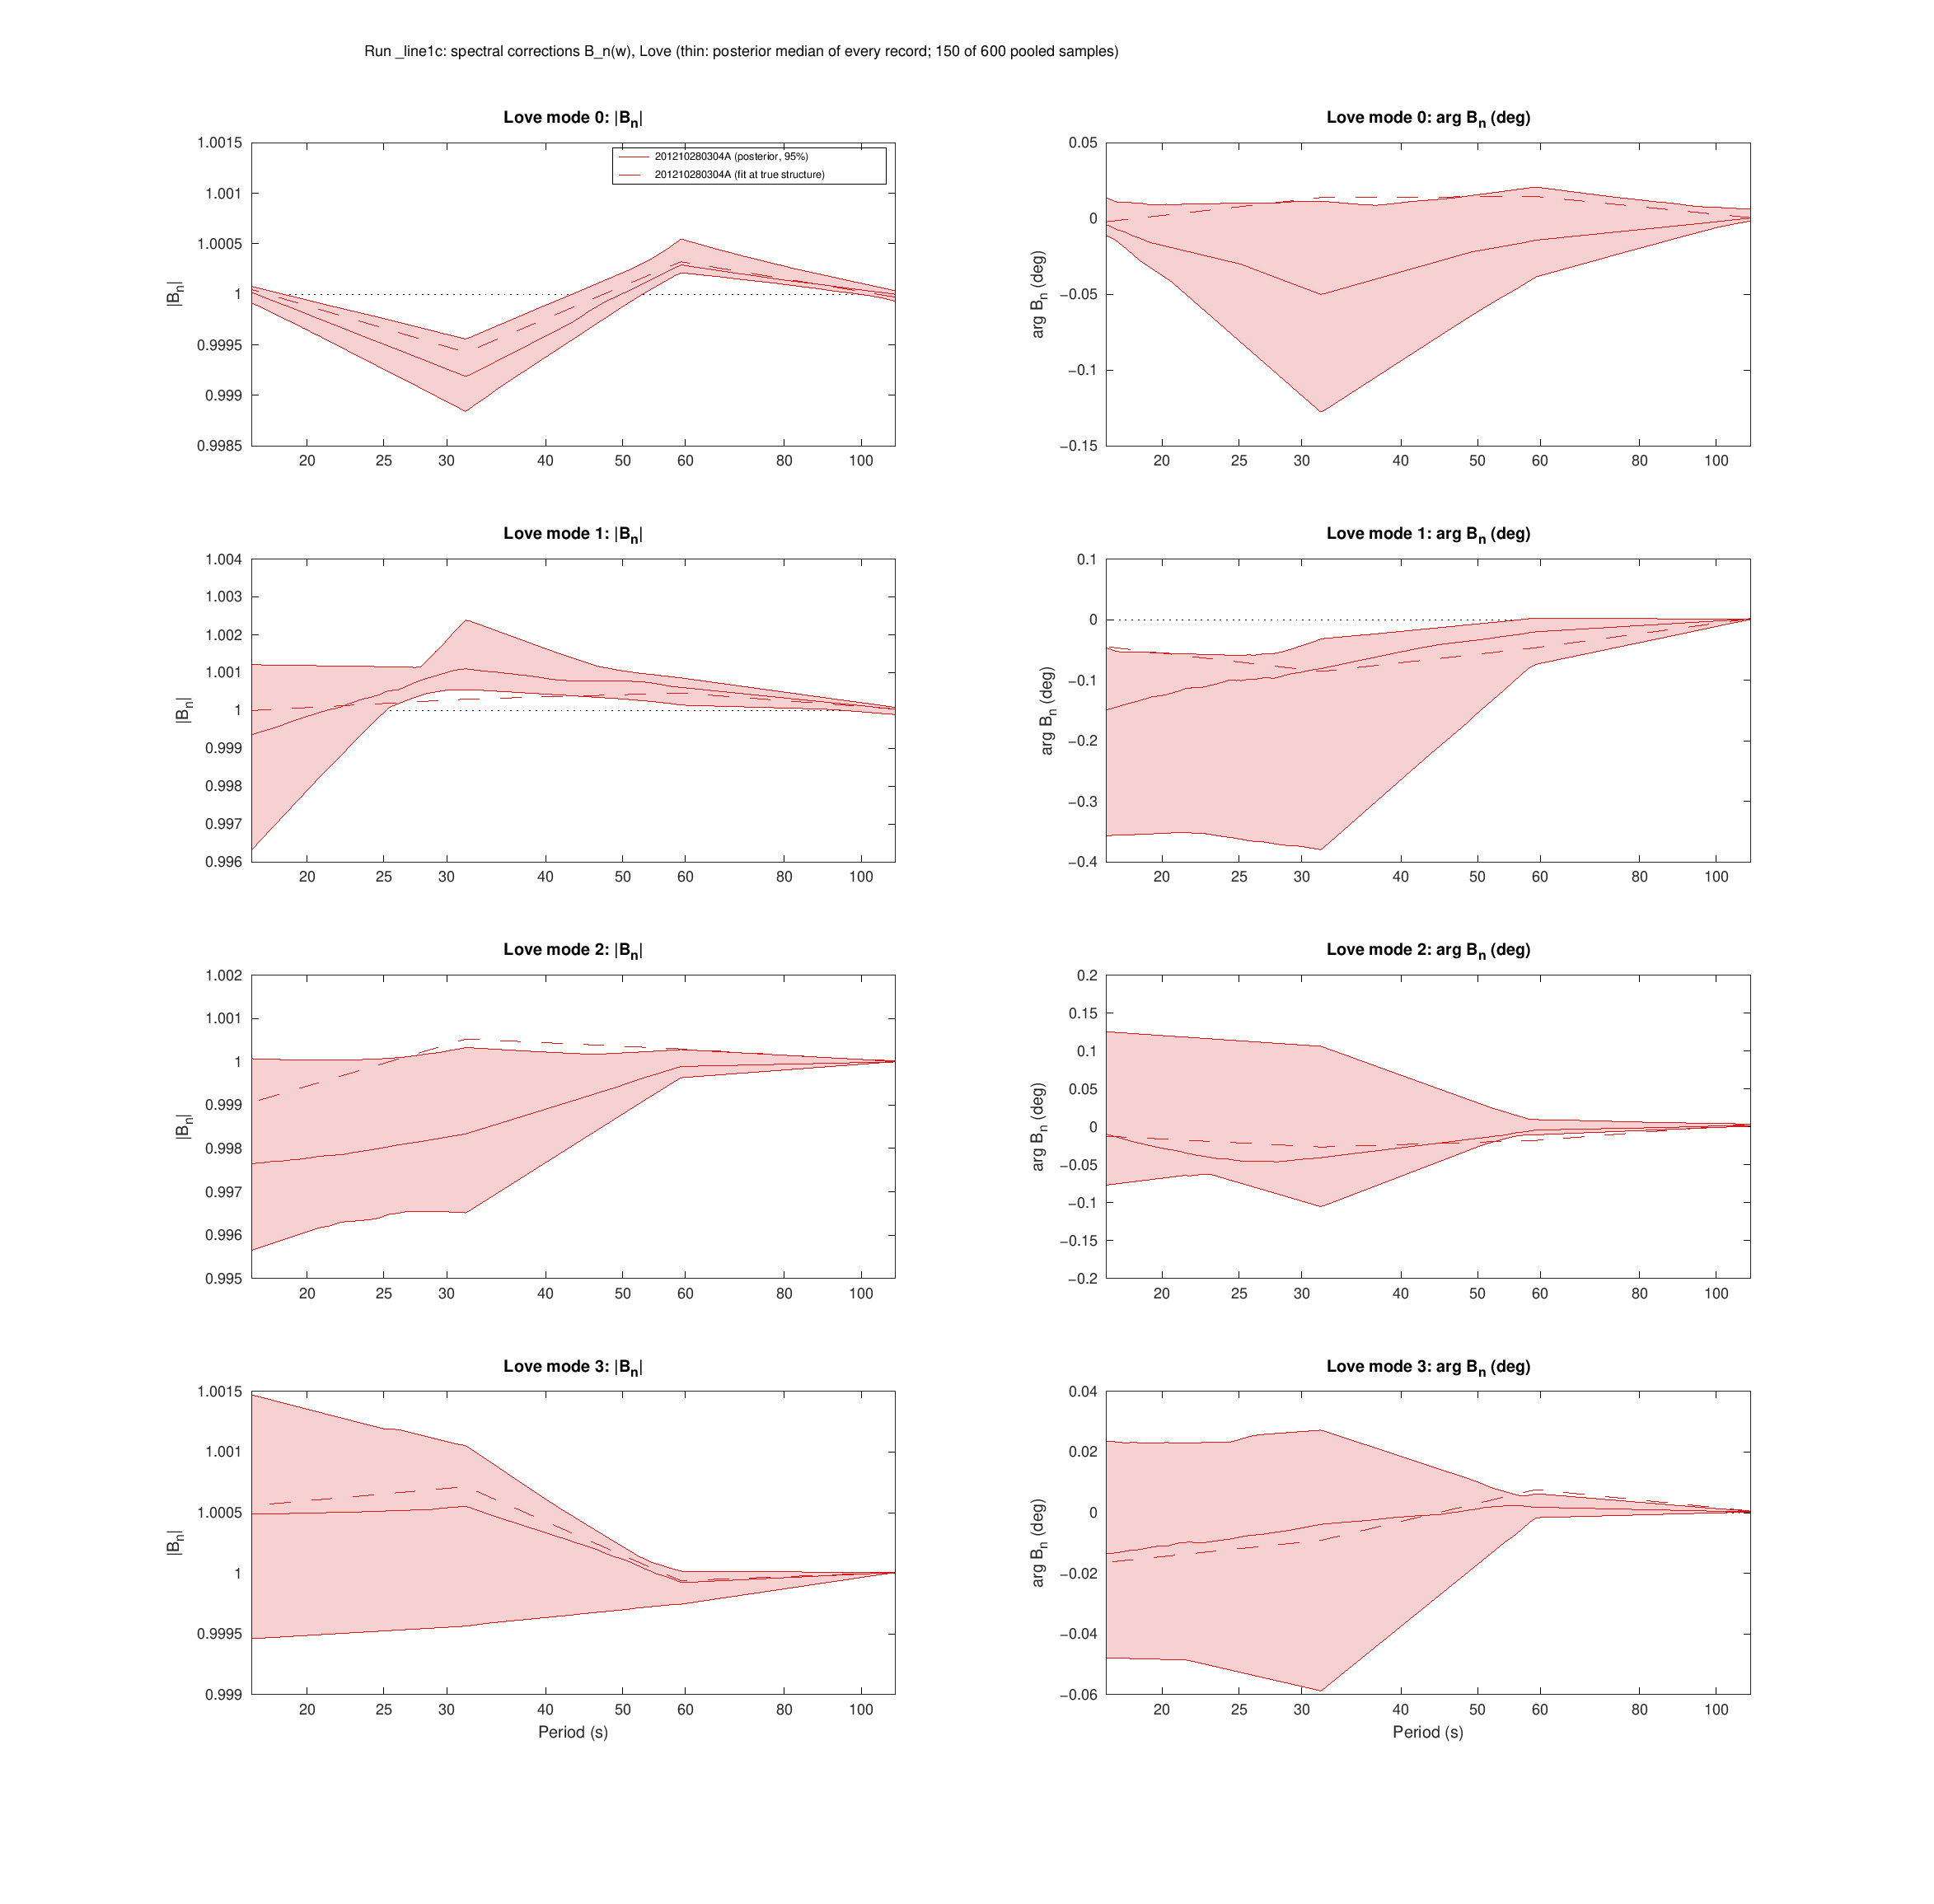 Run _line1c: spectral corrections B_n(w), Love (thin: posterior median of every record; 150 of 600 pooled samples)
Love mode 0: |Bn|
1.0015
1.001
1.0005
1
0.9995
0.999
0.9985
|Bn|
201210280304A (posterior, 95%)
201210280304A (fit at true structure)
20 25 30 40 50 60 80 100
Love mode 0: arg Bn (deg)
0.05
0
−0.05
−0.1
−0.15
arg Bn (deg)
20 25 30 40 50 60 80 100
Love mode 1: |Bn|
1.004
1.003
1.002
1.001
1
0.999
0.998
0.997
0.996
|Bn|
20 25 30 40 50 60 80 100
Love mode 1: arg Bn (deg)
0.1
0
−0.1
−0.2
−0.3
−0.4
arg Bn (deg)
20 25 30 40 50 60 80 100
Love mode 2: |Bn|
1.002
1.001
1
0.999
0.998
0.997
0.996
0.995
|Bn|
20 25 30 40 50 60 80 100
Love mode 2: arg Bn (deg)
0.2
0.15
0.1
0.05
0
−0.05
−0.1
−0.15
−0.2
arg Bn (deg)
20 25 30 40 50 60 80 100
Love mode 3: |Bn|
1.0015
1.001
1.0005
1
0.9995
0.999
|Bn|
20 25 30 40 50 60 80 100
Period (s)
Love mode 3: arg Bn (deg)
0.04
0.02
0
−0.02
−0.04
−0.06
arg Bn (deg)
20 25 30 40 50 60 80 100
Period (s)